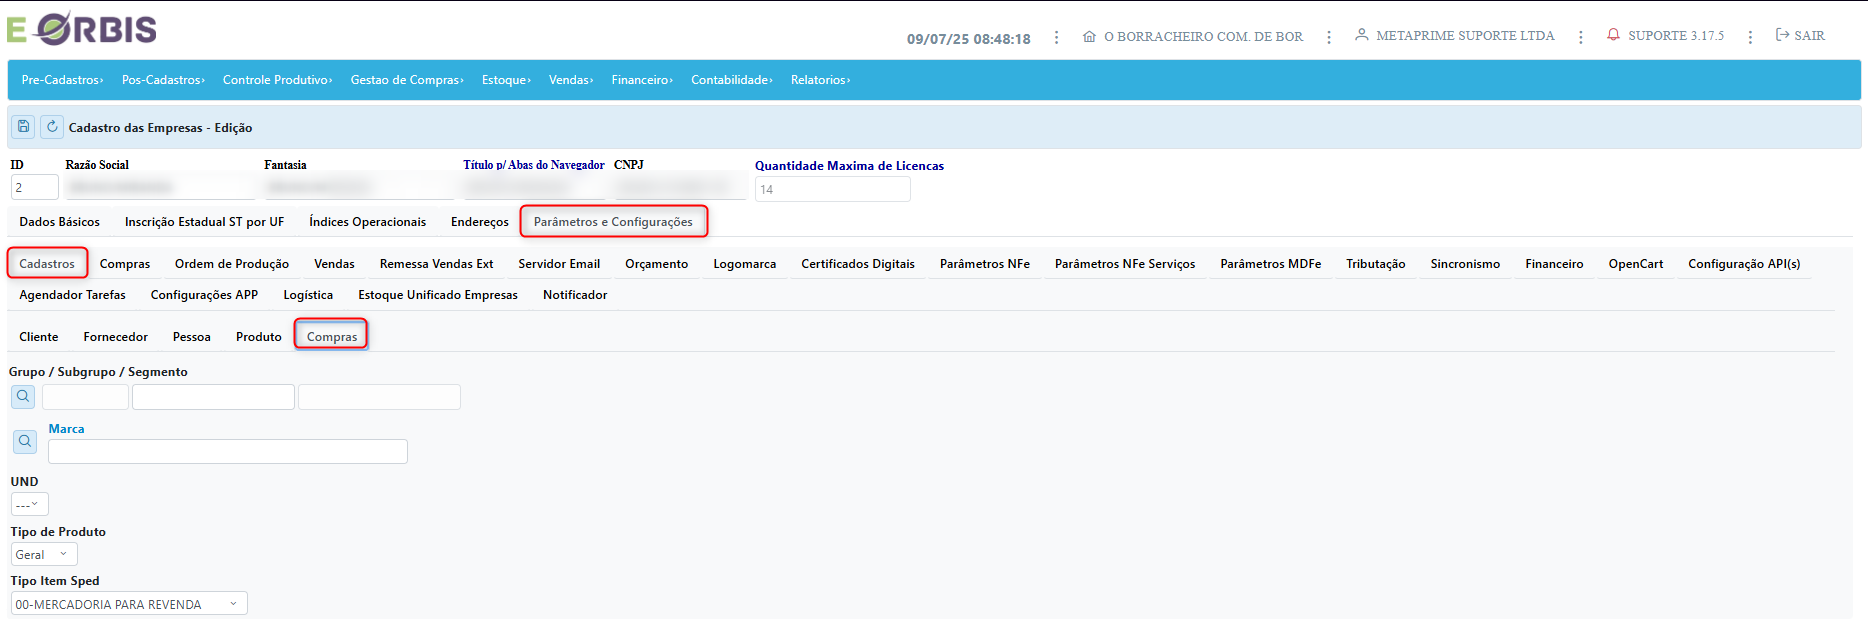 E-ORBIS
09/07/25 08:48:18 O BORRACHEIRO COM. DE BOR METAPRIME SUPORTE LTDA SUPORTE 3.17.5 SAIR
Pre-Cadastros› Pos-Cadastros› Controle Produtivo› Gestao de Compras› Estoque› Vendas› Financeiro› Contabilidade› Relatorios›
Cadastro das Empresas - Edição
ID Razão Social Fantasia Título p/ Abas do Navegador CNPJ Quantidade Maxima de Licencas
2 14
Dados Básicos Inscrição Estadual ST por UF Índices Operacionais Endereços Parâmetros e Configurações
Cadastros Compras Ordem de Produção Vendas Remessa Vendas Ext Servidor Email Orçamento Logomarca Certificados Digitais Parâmetros NFe Parâmetros NFe Serviços Parâmetros MDFe Tributação Sincronismo Financeiro OpenCart Configuração API(s)
Agendador Tarefas Configurações APP Logística Estoque Unificado Empresas Notificador
Cliente Fornecedor Pessoa Produto Compras
Grupo / Subgrupo / Segmento
Marca
UND
---
Tipo de Produto
Geral
Tipo Item Sped
00-MERCADORIA PARA REVENDA